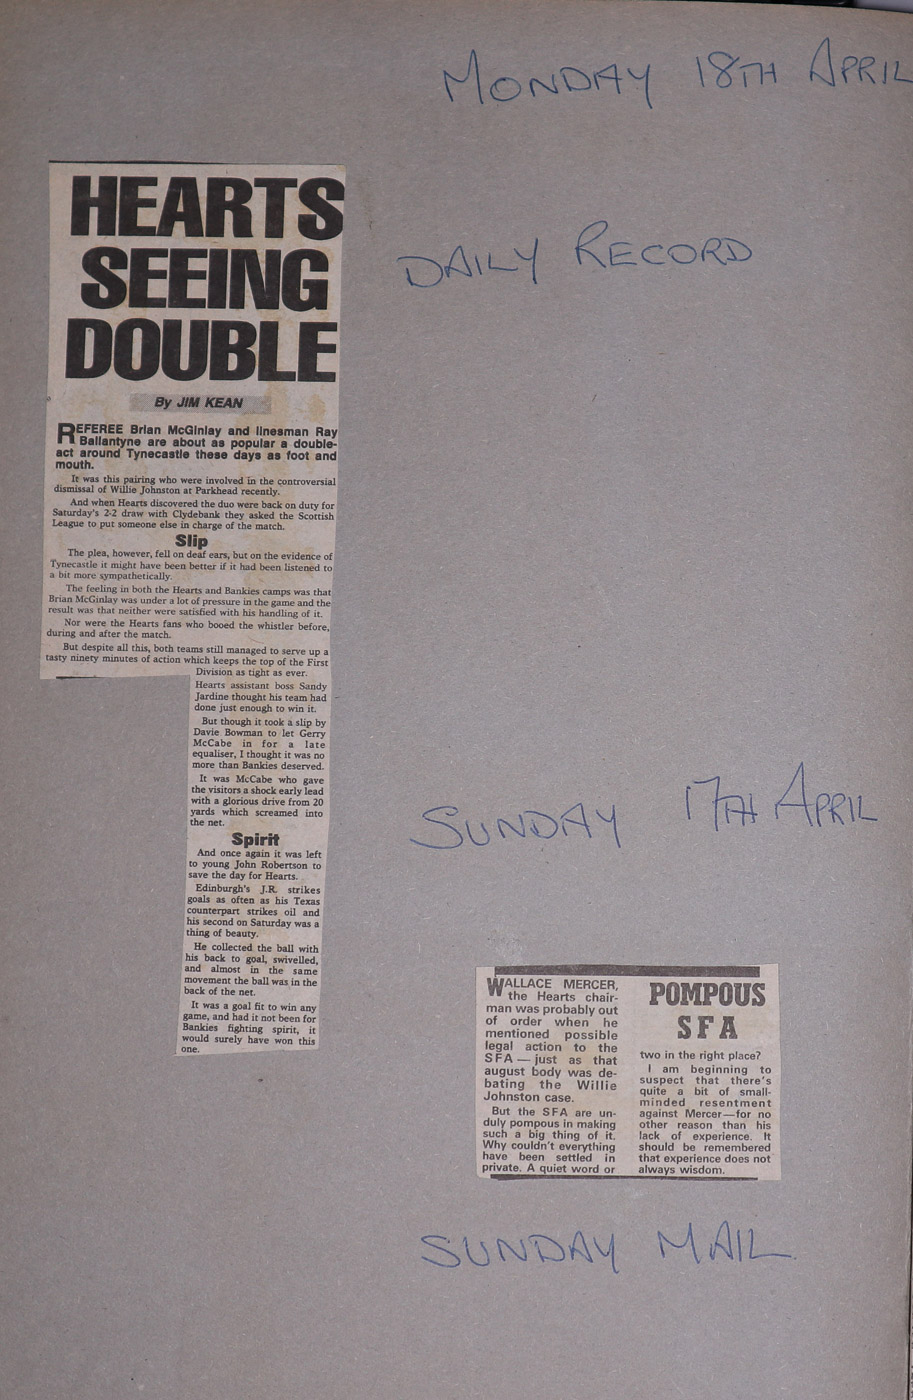 MONDAY 18TH APRIL
DAILY RECORD
HEARTS
SEEING
DOUBLE
By JIM KEAN
REFEREE Brian McGinlay and linesman Ray
Ballantyne are about as popular a double-
act around Tynecastle these days as foot and
mouth.
It was this pairing who were involved in the controversial
dismissal of Willie Johnston at Parkhead recently.
And when Hearts discovered the duo were back on duty for
Saturday's 2-2 draw with Clydebank they asked the Scottish
League to put someone else in charge of the match.
Slip
The plea, however, fell on deaf ears, but on the evidence of
Tynecastle it might have been better if it had been listened to
a bit more sympathetically.
The feeling in both the Hearts and Bankies camps was that
Brian McGinlay was under a lot of pressure in the game and the
result was that neither were satisfied with his handling of it.
Nor were the Hearts fans who booed the whistler before,
during and after the match.
But despite all this, both teams still managed to serve up a
tasty ninety minutes of action which keeps the top of the First
Division as tight as ever.
Hearts assistant boss Sandy
Jardine thought his team had
done just enough to win it.
But though it took a slip by
Davie Bowman to let Gerry
McCabe in for a late
equaliser, I thought it was no
more than Bankies deserved.
It was McCabe who gave
the visitors a shock early lead
with a glorious drive from 20
yards which screamed into
the net.
Spirit
And once again it was left
to young John Robertson to
save the day for Hearts.
Edinburgh's J.R. strikes
goals as often as his Texas
counterpart strikes oil and
his second on Saturday was a
thing of beauty.
He collected the ball with
his back to goal, swivelled,
and almost in the same
movement the ball was in the
back of the net.
It was a goal fit to win any
game, and had it not been for
Bankies fighting spirit, it
would surely have won this
one.
SUNDAY 17TH APRIL
WALLACE MERCER,
the Hearts chair-
man was probably out
of order when he
mentioned possible
legal action to the
SFA — just as that
august body was de-
bating the Willie
Johnston case.
But the SFA are un-
duly pompous in making
such a big thing of it.
Why couldn't everything
have been settled in
private. A quiet word or
POMPOUS
SFA
two in the right place?
I am beginning to
suspect that there's
quite a bit of small-
minded resentment
against Mercer—for no
other reason than his
lack of experience. It
should be remembered
that experience does not
always wisdom.
SUNDAY MAIL